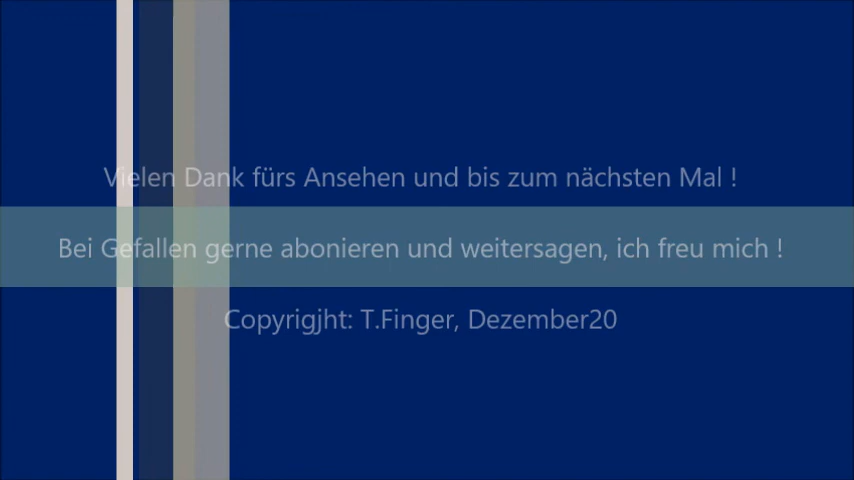 Vielen Dank fürs Ansehen und bis zum nächsten Mal !
Bei Gefallen gerne abonieren und weitersagen, ich freu mich !
Copyrigjht: T.Finger, Dezember20